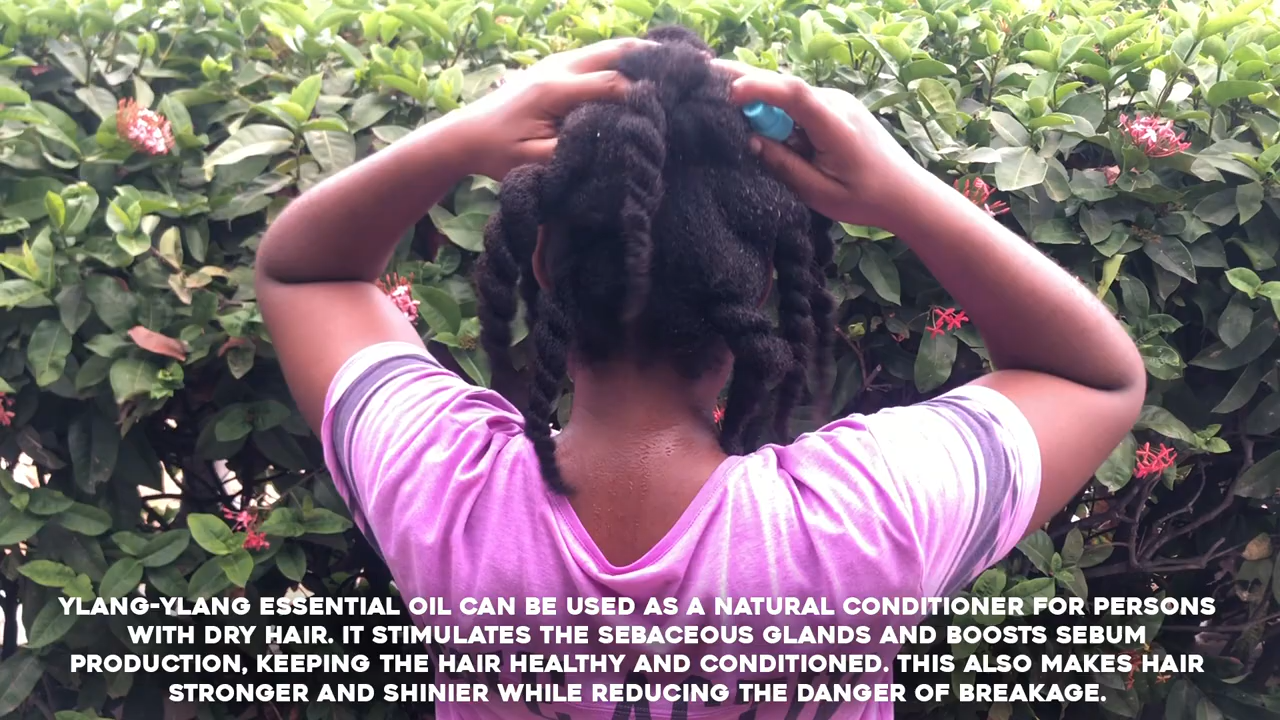 YLANG-YLANG ESSENTIAL OIL CAN BE USED AS A NATURAL CONDITIONER FOR PERSONS
WITH DRY HAIR. IT STIMULATES THE SEBACEOUS GLANDS AND BOOSTS SEBUM
PRODUCTION, KEEPING THE HAIR HEALTHY AND CONDITIONED. THIS ALSO MAKES HAIR
STRONGER AND SHINIER WHILE REDUCING THE DANGER OF BREAKAGE.